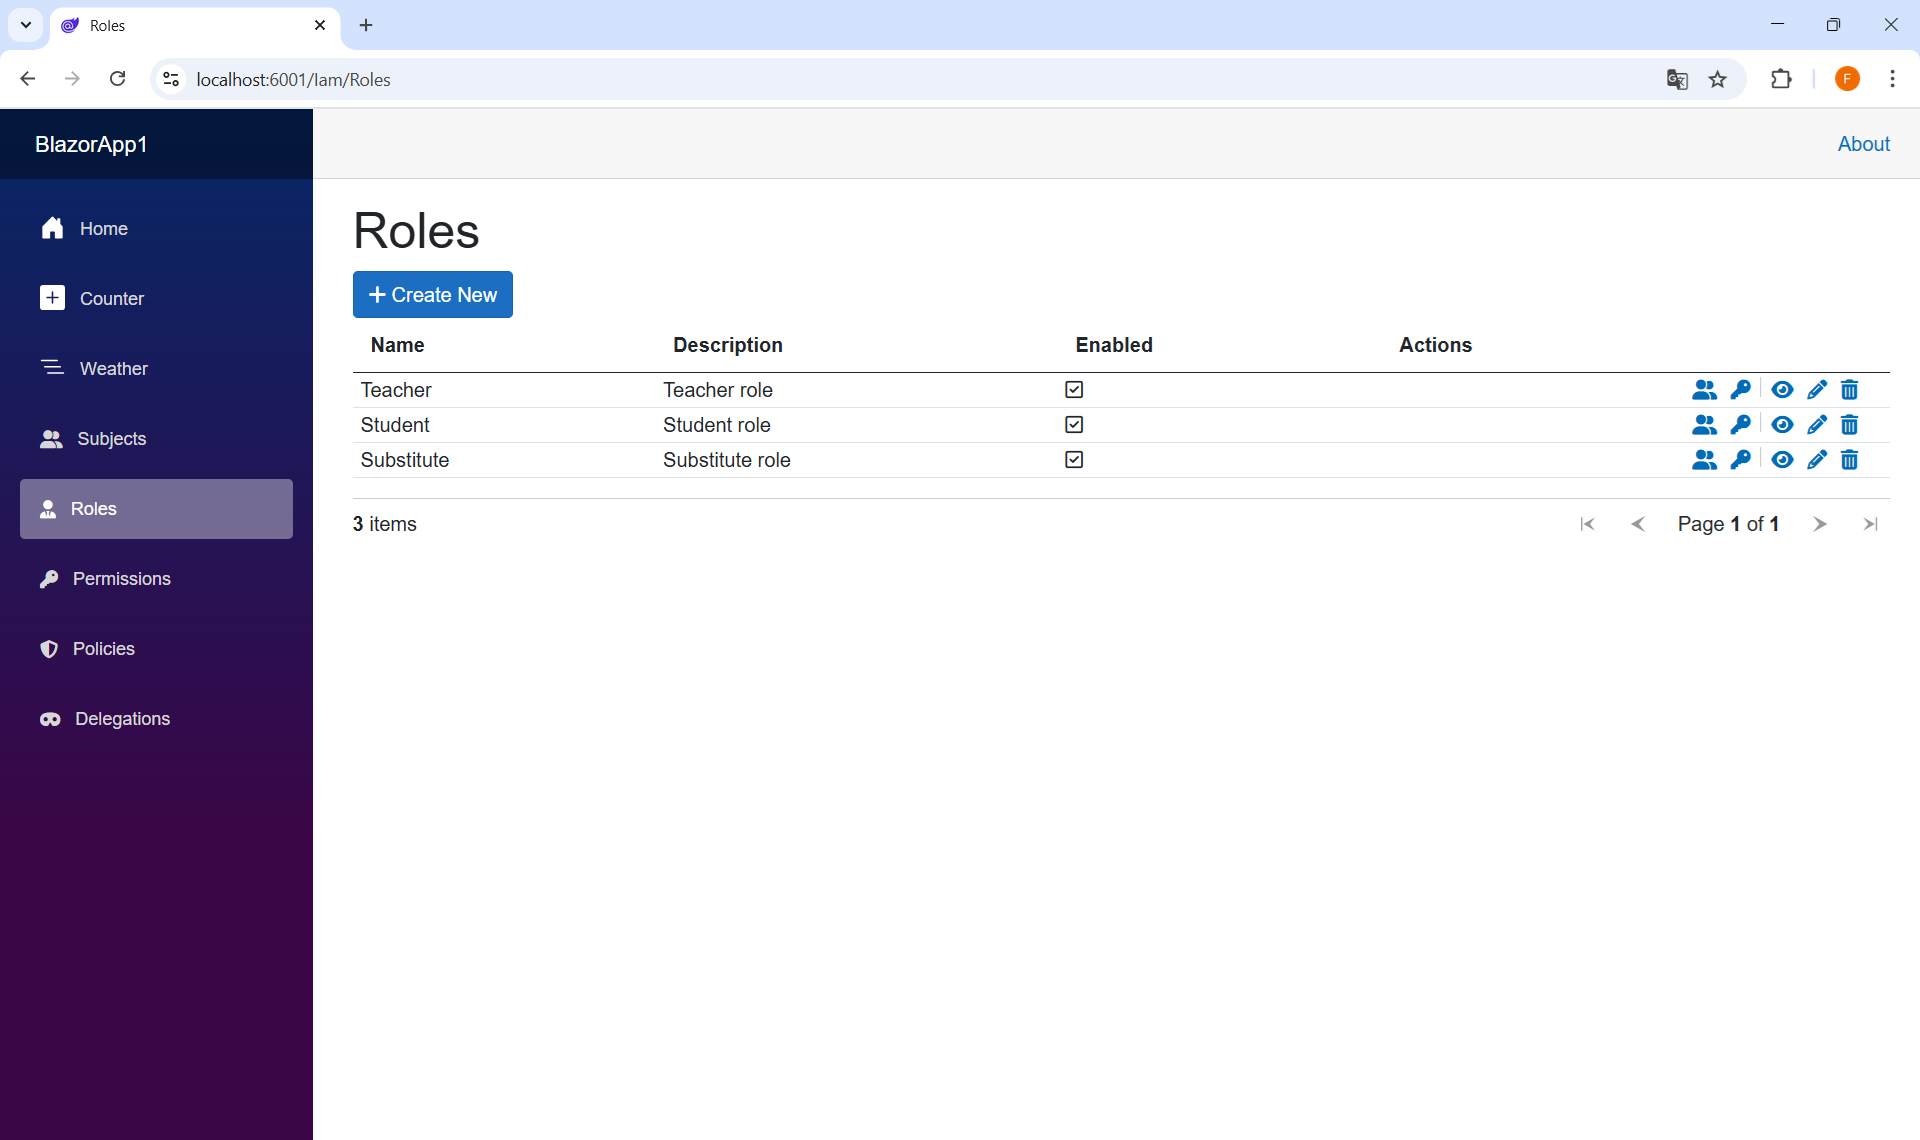 Roles
localhost:6001/Iam/Roles
F
BlazorApp1
About
Home
Counter
Weather
Subjects
Roles
Permissions
Policies
Delegations
Roles
Create New
Name Description Enabled Actions
Teacher Teacher role
Student Student role
Substitute Substitute role
3 items
Page 1 of 1